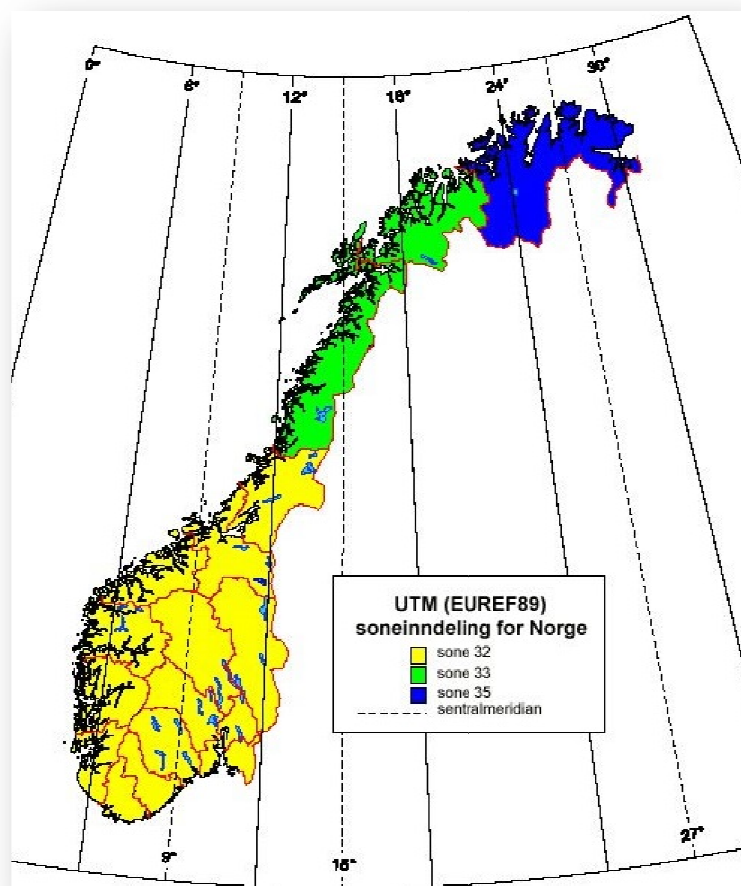 0°
6°
12°
18°
24°
30°
UTM (EUREF89)
soneinndeling for Norge
sone 32
sone 33
sone 35
sentralmeridian
9°
15°
27°